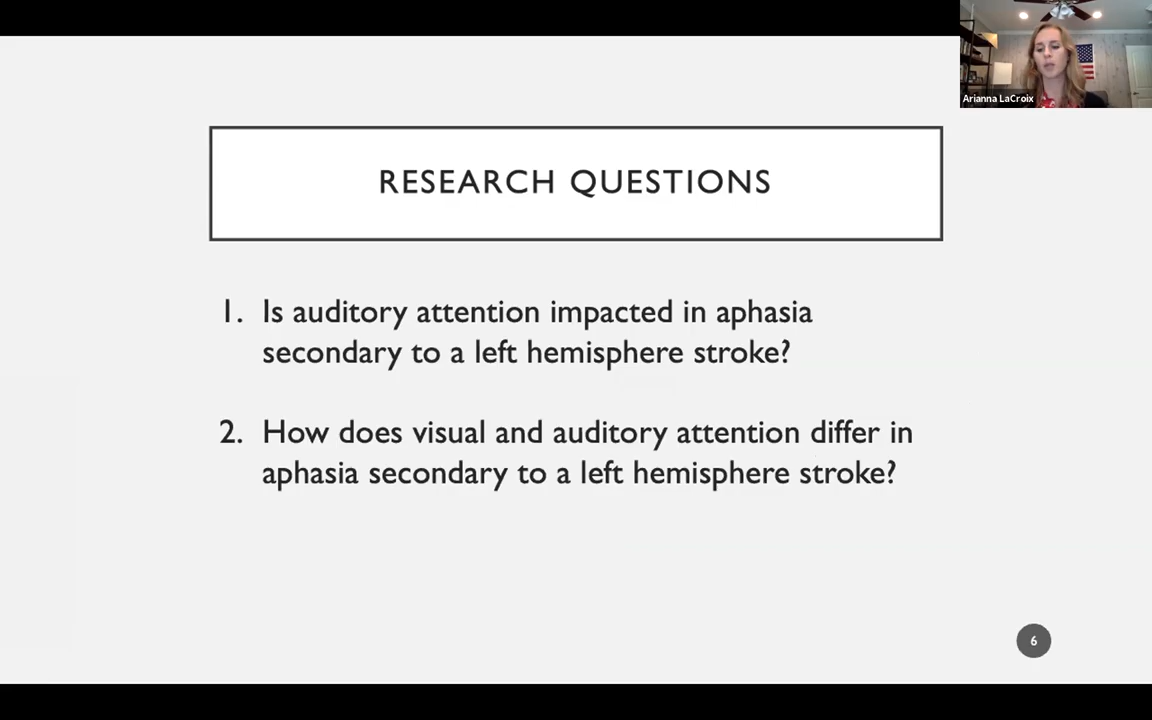 Arianna LaCroix
RESEARCH QUESTIONS
1. Is auditory attention impacted in aphasia
secondary to a left hemisphere stroke?
2. How does visual and auditory attention differ in
aphasia secondary to a left hemisphere stroke?
6